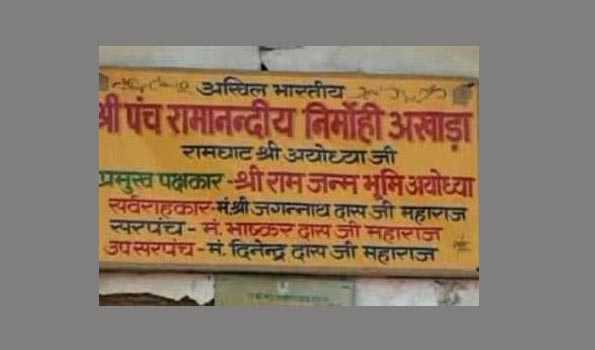 अखिल भारतीय
श्री पंच रामानन्दीय निर्मोही अखाड़ा
रामघाट श्री अयोध्या जी
प्रमुख पक्षकार - श्री राम जन्म भूमि अयोध्या
सर्वराहकार - मं श्री जगन्नाथ दास जी महाराज
सरपंच - मं. भाष्कर दास जी महाराज
उपसरपंच - मं. दिनेन्द्र दास जी महाराज